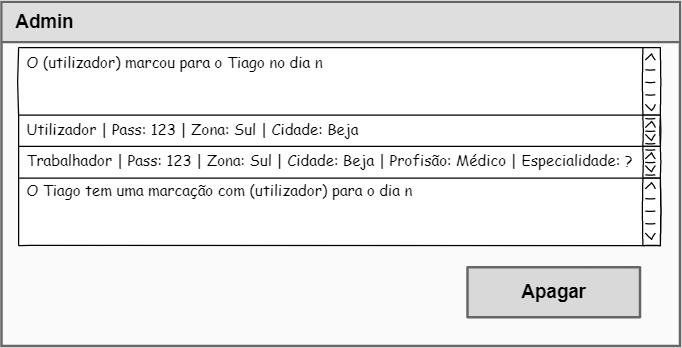 Admin
O (utilizador) marcou para o Tiago no dia n
Utilizador | Pass: 123 | Zona: Sul | Cidade: Beja
Trabalhador | Pass: 123 | Zona: Sul | Cidade: Beja | Profisão: Médico | Especialidade: ?
O Tiago tem uma marcação com (utilizador) para o dia n
Apagar